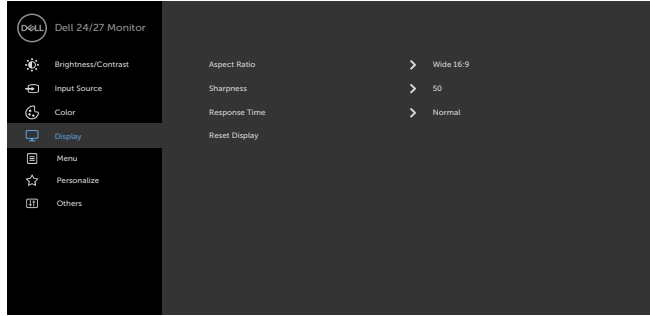 DELL Dell 24/27 Monitor
Brightness/Contrast
Input Source
Color
Display
Menu
Personalize
Others
Aspect Ratio Wide 16:9
Sharpness 50
Response Time Normal
Reset Display